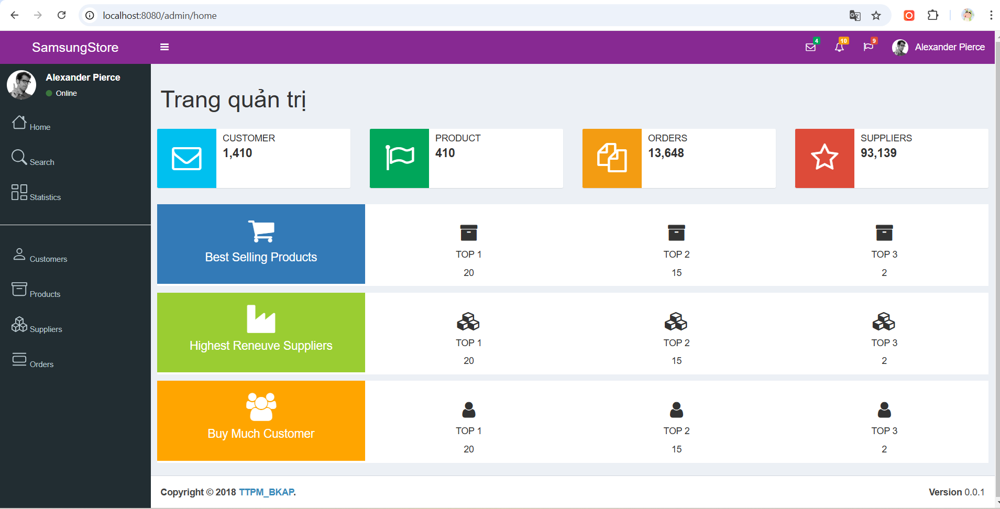 localhost:8080/admin/home
SamsungStore
4
10
9
Alexander Pierce
Alexander Pierce
Online
Home
Search
Statistics
Customers
Products
Suppliers
Orders
Trang quản trị
CUSTOMER
1,410
PRODUCT
410
ORDERS
13,648
SUPPLIERS
93,139
Best Selling Products
TOP 1
20
TOP 2
15
TOP 3
2
Highest Reneuve Suppliers
TOP 1
20
TOP 2
15
TOP 3
2
Buy Much Customer
TOP 1
20
TOP 2
15
TOP 3
2
Copyright © 2018 TTPM_BKAP.
Version 0.0.1